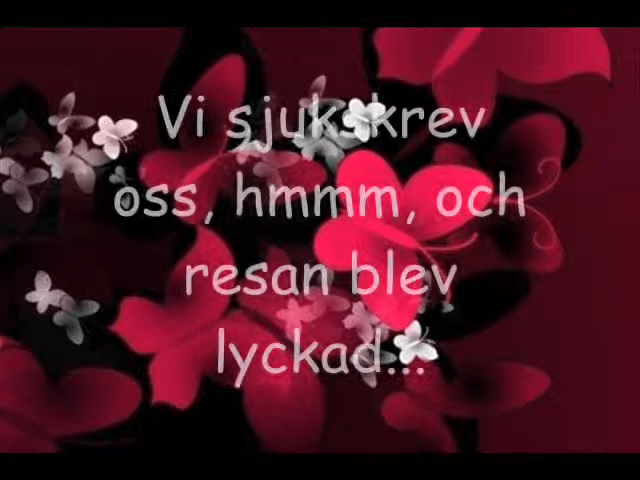 Vi sjukskrev
oss, hmmm, och
resan blev
lyckad...